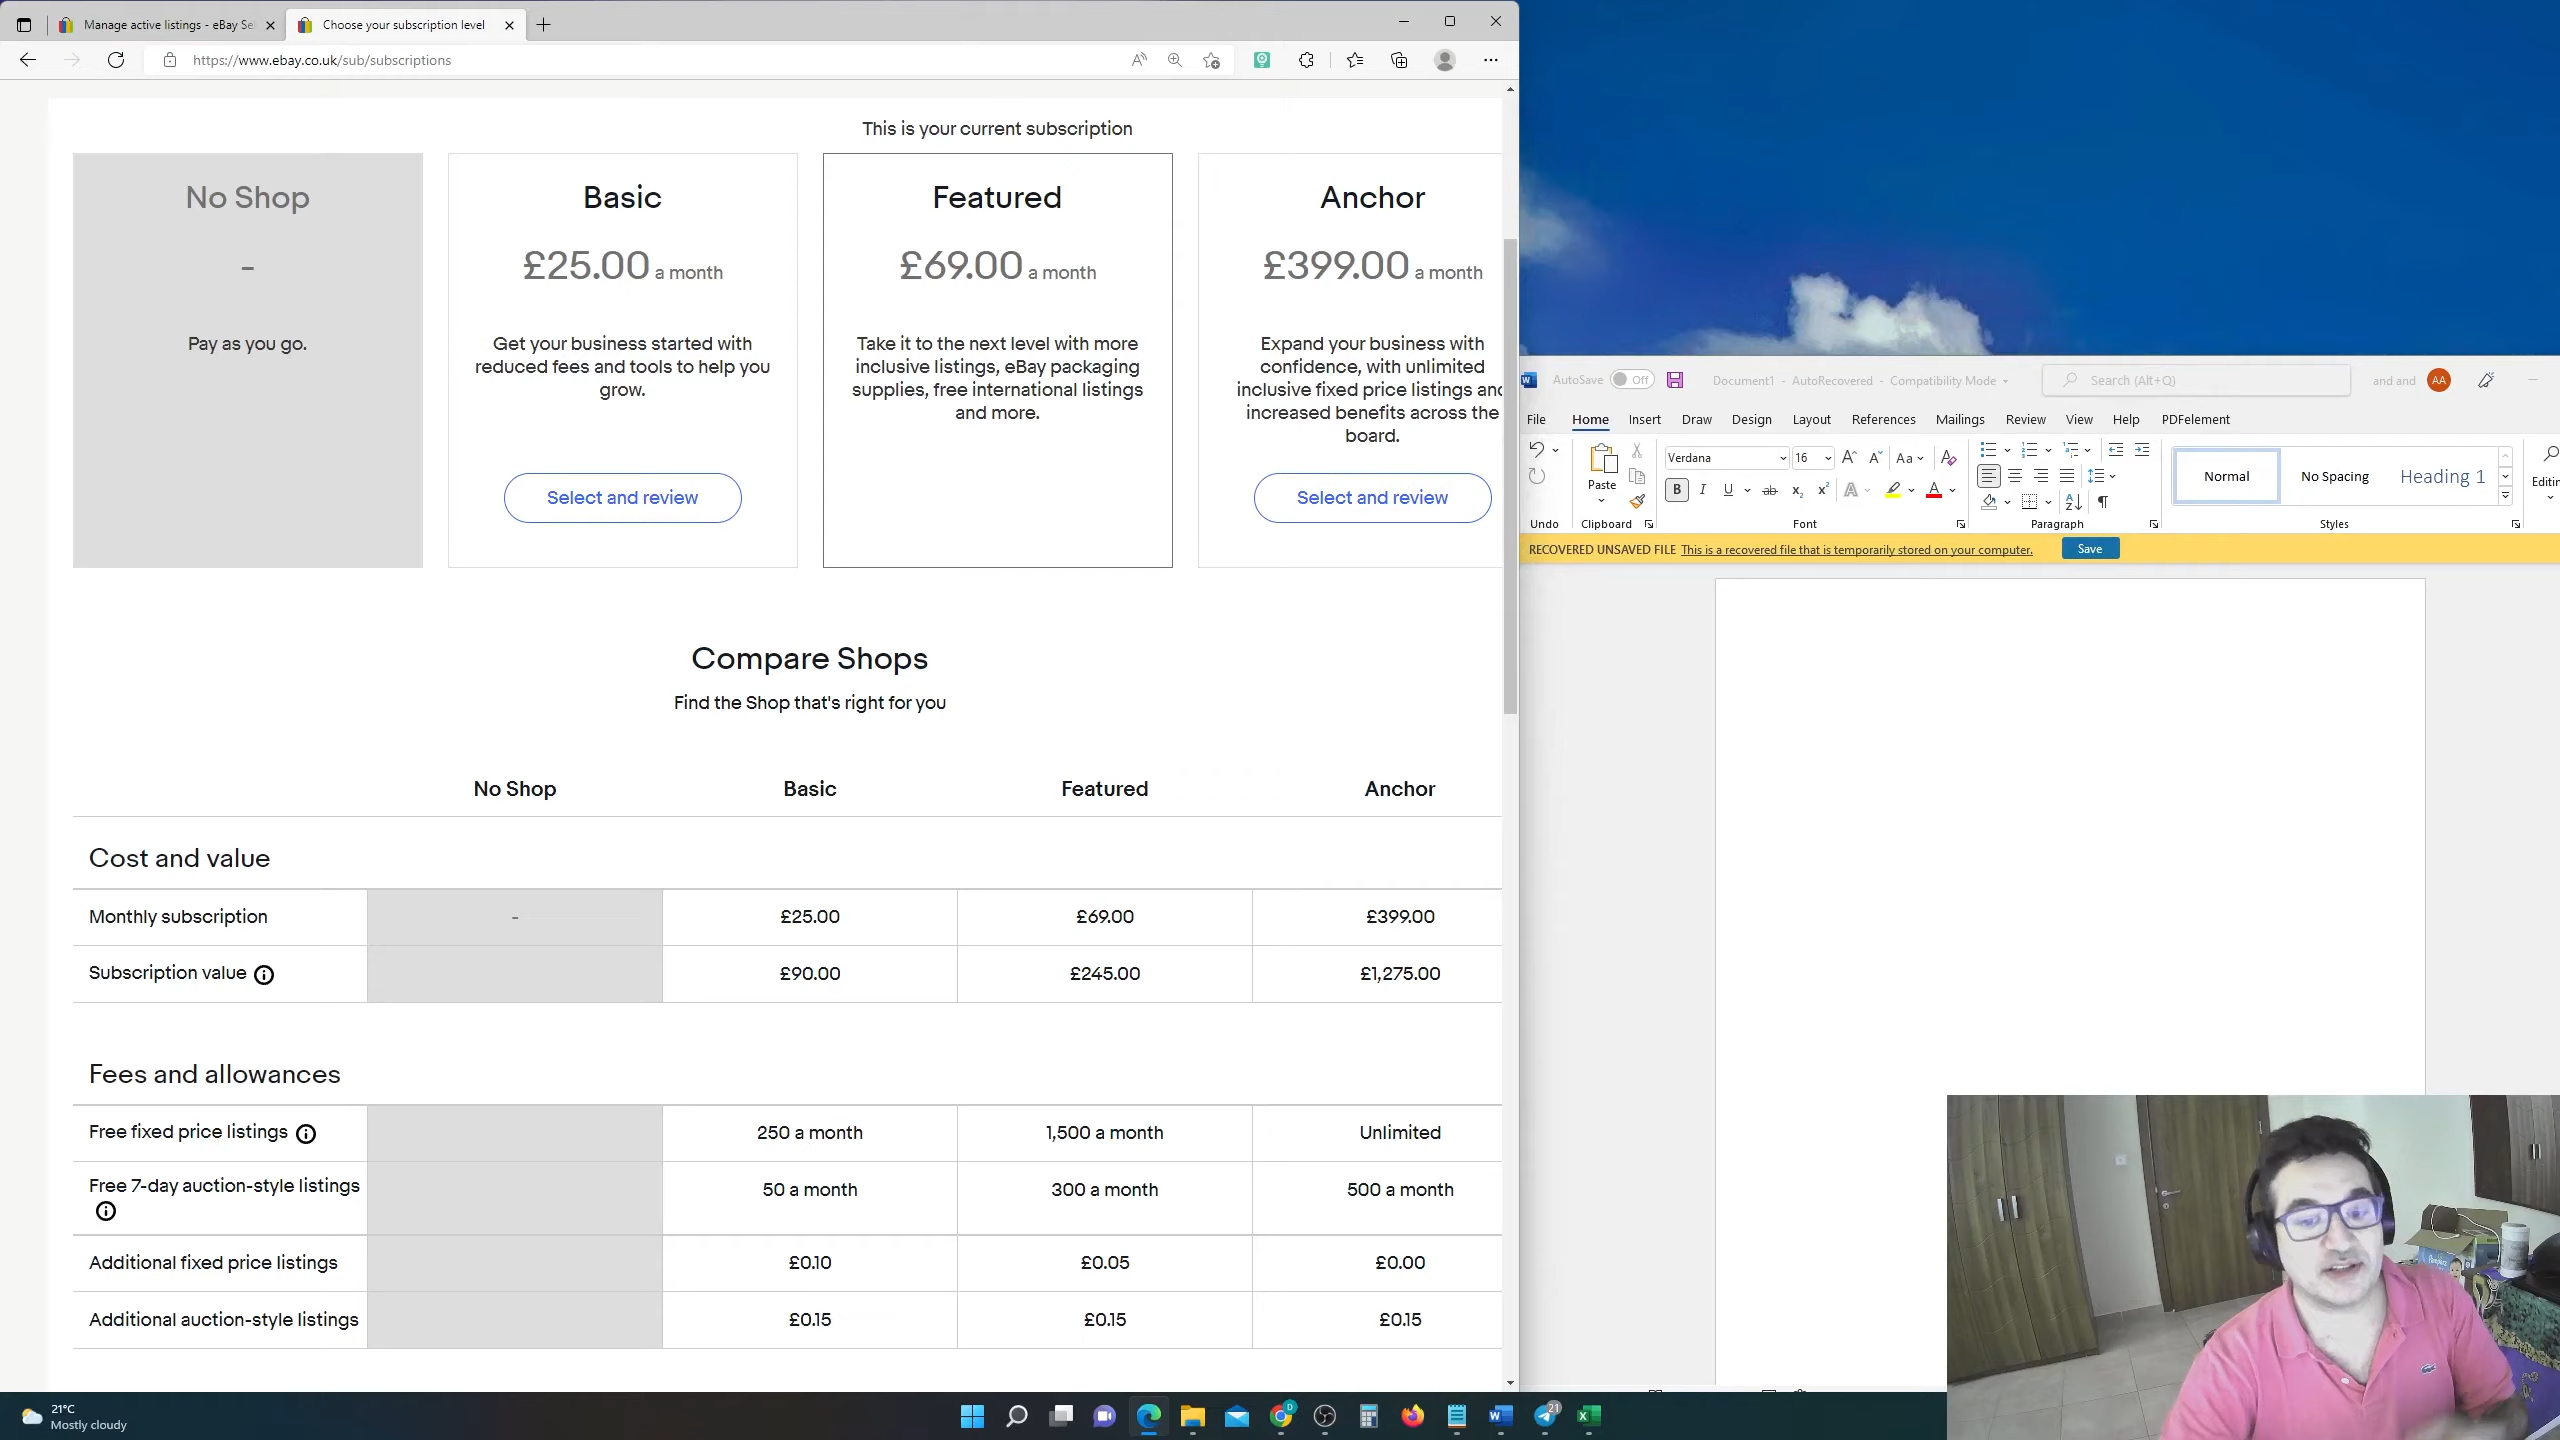 Manage active listings - eBay Se
Choose your subscription level
https://www.ebay.co.uk/sub/subscriptions
This is your current subscription
No Shop
-
Pay as you go.
Basic
£25.00 a month
Get your business started with
reduced fees and tools to help you
grow.
Select and review
Featured
£69.00 a month
Take it to the next level with more
inclusive listings, eBay packaging
supplies, free international listings
and more.
Anchor
£399.00 a month
Expand your business with
confidence, with unlimited
inclusive fixed price listings and
increased benefits across the
board.
Select and review
Compare Shops
Find the Shop that's right for you
No Shop Basic Featured Anchor
Cost and value
Monthly subscription - £25.00 £69.00 £399.00
Subscription value £90.00 £245.00 £1,275.00
Fees and allowances
Free fixed price listings 250 a month 1,500 a month Unlimited
Free 7-day auction-style listings 50 a month 300 a month 500 a month
Additional fixed price listings £0.10 £0.05 £0.00
Additional auction-style listings £0.15 £0.15 £0.15
AutoSave Off Document1 - AutoRecovered - Compatibility Mode Search (Alt+Q) and and AA
File Home Insert Draw Design Layout References Mailings Review View Help PDFelement
Verdana 16 Aa
Paste
B I U ab x₂ x² A A
Normal No Spacing Heading 1
Editin
Undo Clipboard Font Paragraph Styles
RECOVERED UNSAVED FILE This is a recovered file that is temporarily stored on your computer. Save
21°C
Mostly cloudy
D
21